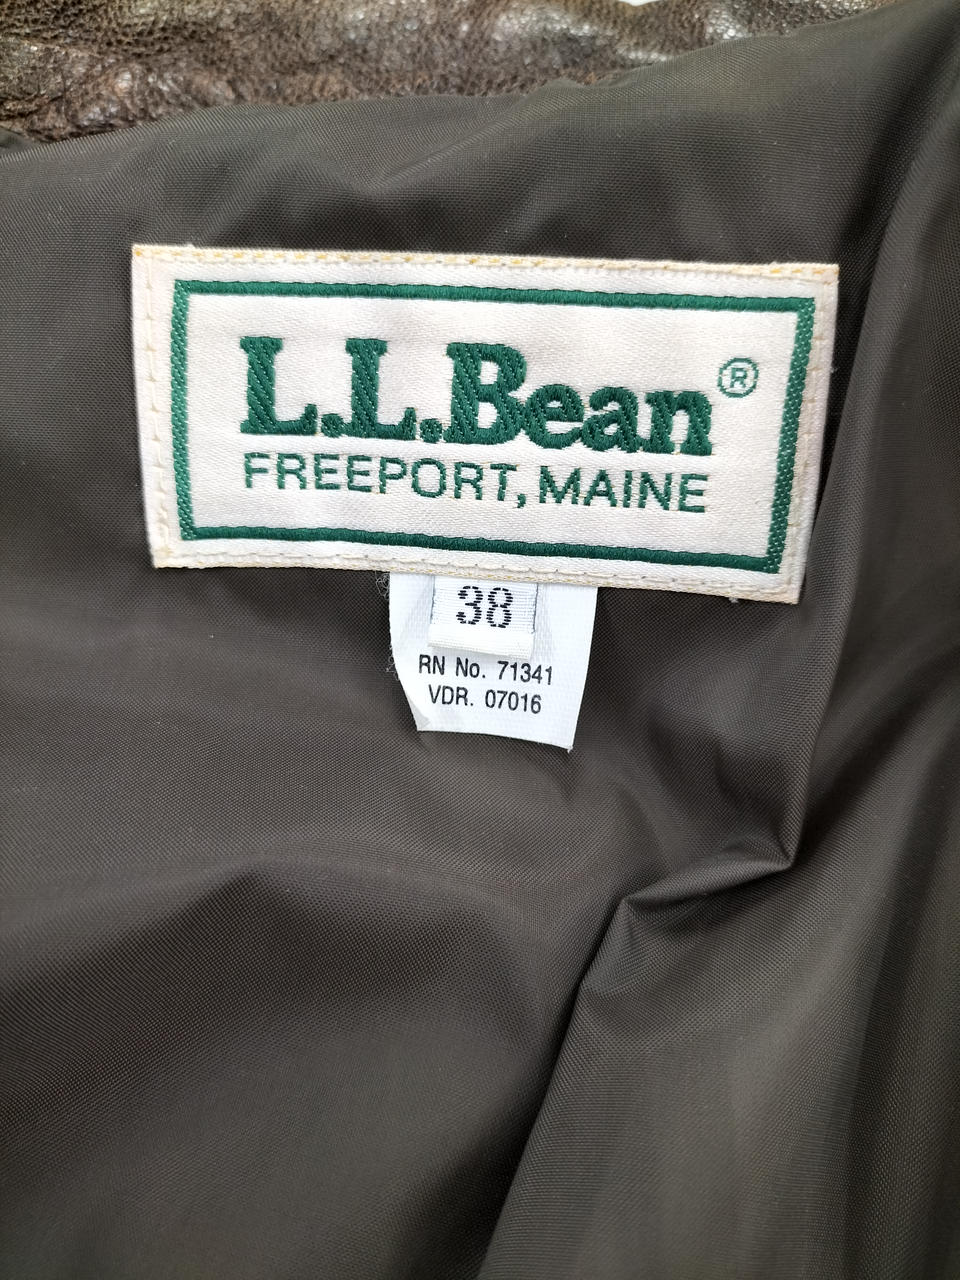 L.L.Bean®
FREEPORT, MAINE
38
RN No. 71341
VDR. 07016